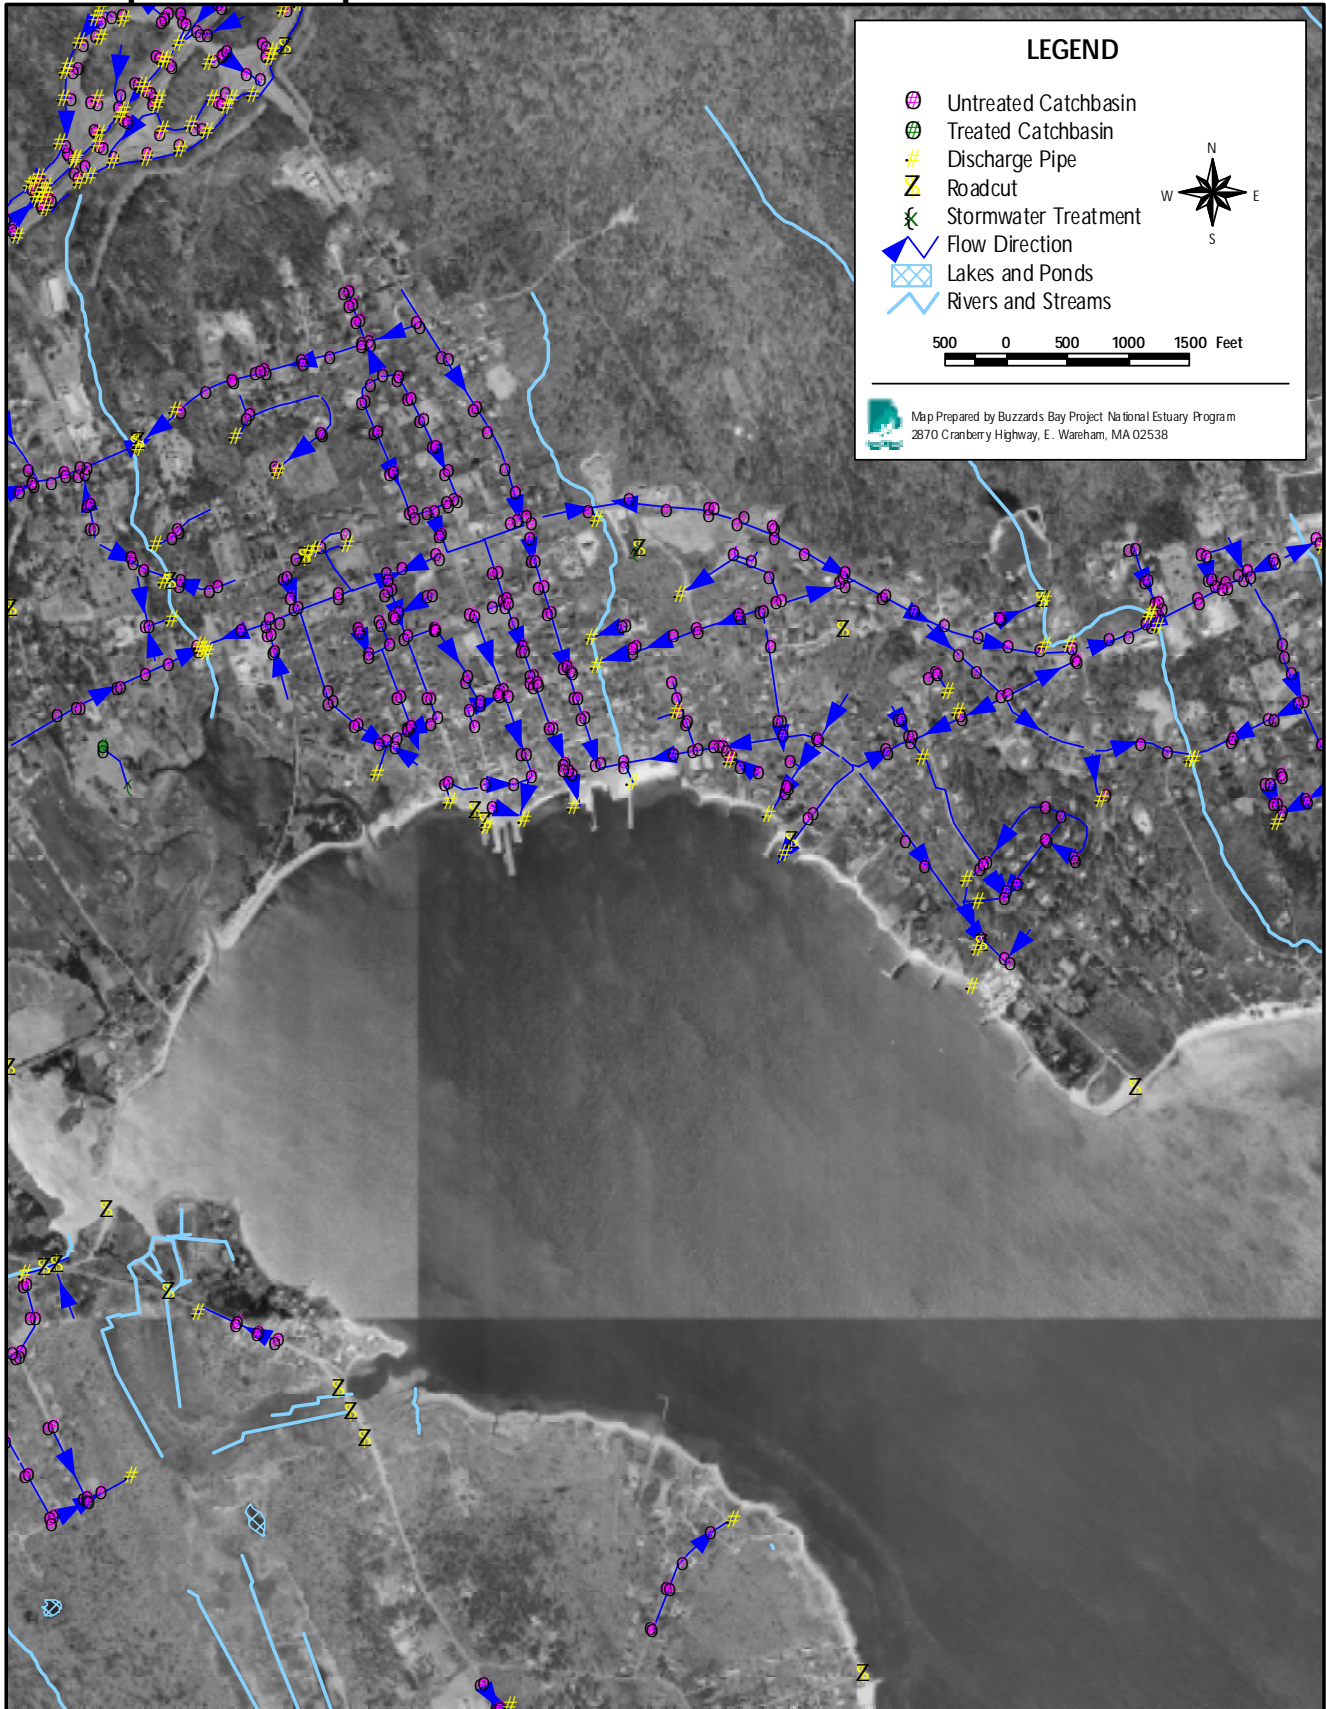 LEGEND
Untreated Catchbasin
Treated Catchbasin
Discharge Pipe
Roadcut
Stormwater Treatment
Flow Direction
Lakes and Ponds
Rivers and Streams
N
W E
S
500 0 500 1000 1500 Feet
Map Prepared by Buzzards Bay Project National Estuary Program
2870 Cranberry Highway, E. Wareham, MA 02538